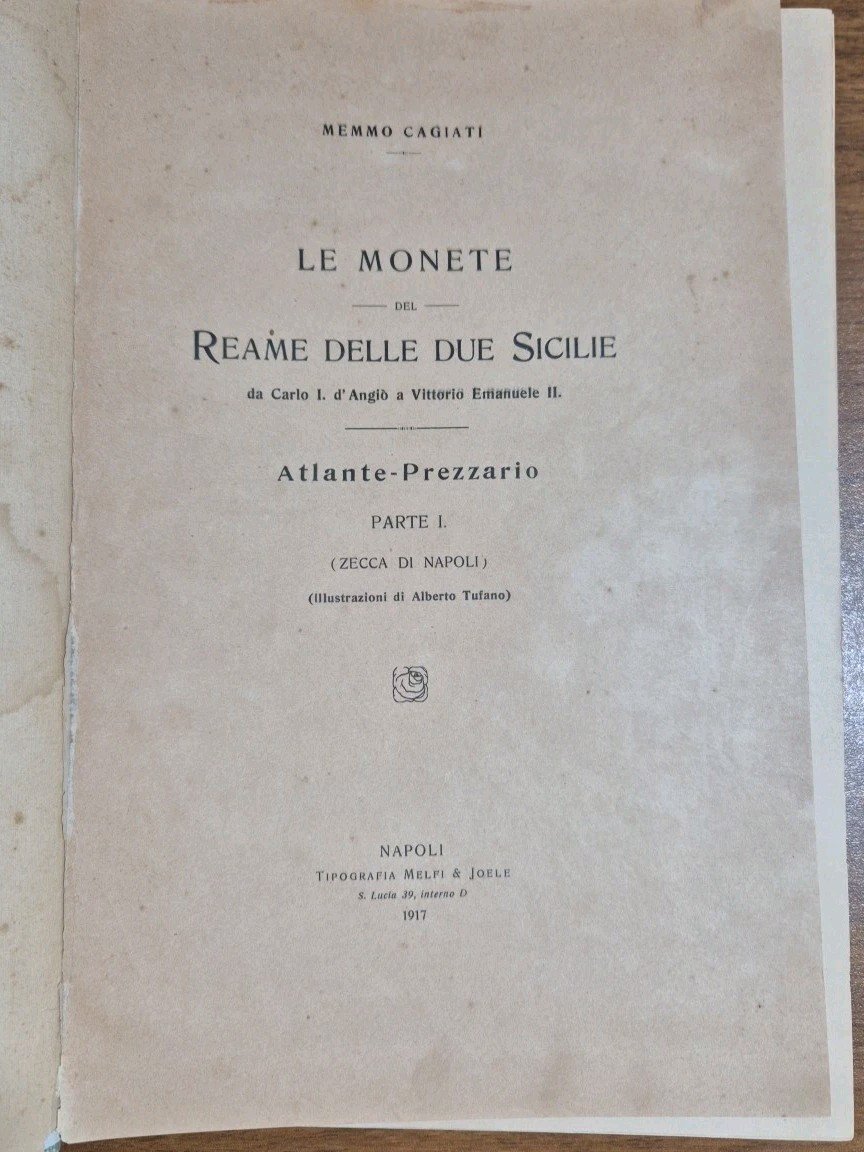 MEMMO CAGIATI
LE MONETE
DEL
REAME DELLE DUE SICILIE
da Carlo I. d'Angiò a Vittorio Emanuele II.
Atlante-Prezzario
PARTE I.
(ZECCA DI NAPOLI)
(Illustrazioni di Alberto Tufano)
NAPOLI
TIPOGRAFIA MELFI & JOELE
S. Lucia 39, interno D
1917